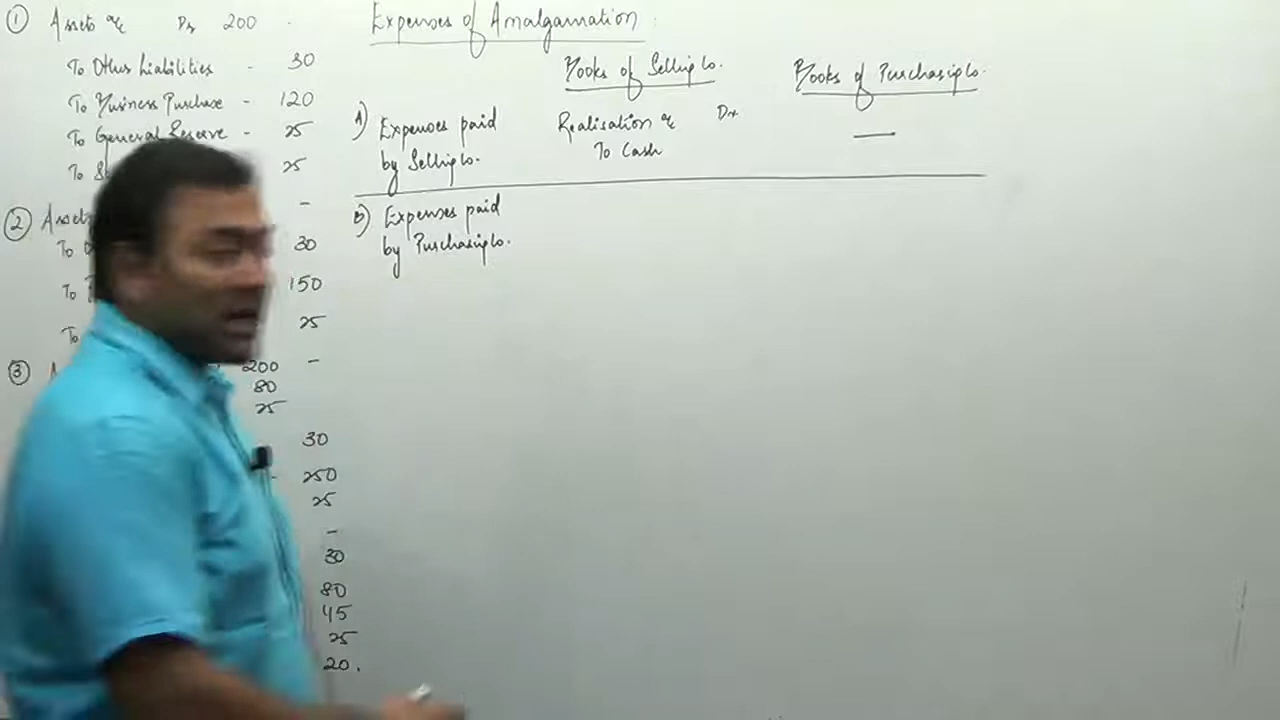 ① Assets a/c Dr 200 -
To Other Liabilities - 30
To Business Purchase - 120
To General Reserve - 25
To 25
② Assets -
To 30
To 150
To 25
③ 200 -
80
25
30
- 250
25
-
30
80
45
25
20.
Expenses of Amalgamation :
Books of Selling Co.
Books of Purchasing Co.
A) Expenses paid
by Selling Co.
Realisation a/c Dr
To Cash
—
B) Expenses paid
by Purchasing Co.